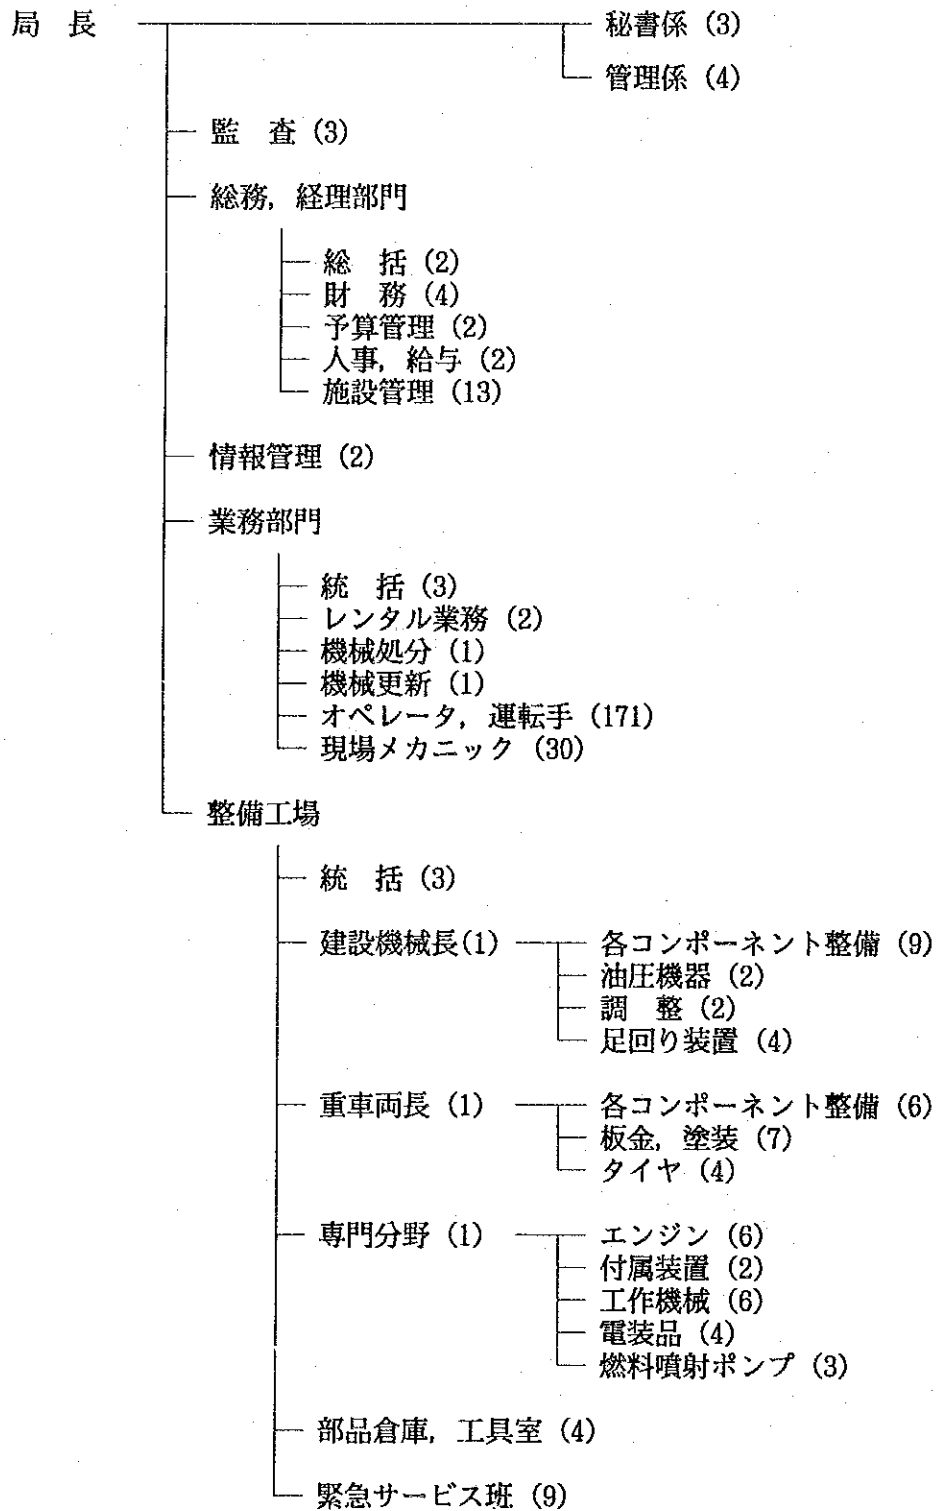 局　長　秘書係 (3)
管理係 (4)
監　査 (3)
総務，経理部門
総　括 (2)
財　務 (4)
予算管理 (2)
人事，給与 (2)
施設管理 (13)
情報管理 (2)
業務部門
統　括 (3)
レンタル業務 (2)
機械処分 (1)
機械更新 (1)
オペレータ，運転手 (171)
現場メカニック (30)
整備工場
統　括 (3)
建設機械長(1)　各コンポーネント整備 (9)
油圧機器 (2)
調　整 (2)
足回り装置 (4)
重車両長 (1)　各コンポーネント整備 (6)
板金，塗装 (7)
タイヤ (4)
専門分野 (1)　エンジン (6)
付属装置 (2)
工作機械 (6)
電装品 (4)
燃料噴射ポンプ (3)
部品倉庫，工具室 (4)
緊急サービス班 (9)